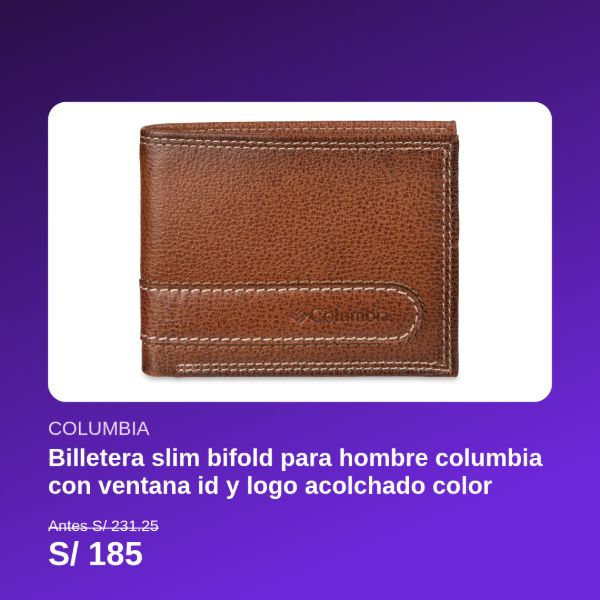 Columbia
COLUMBIA
Billetera slim bifold para hombre columbia
con ventana id y logo acolchado color
Antes S/ 231.25
S/ 185